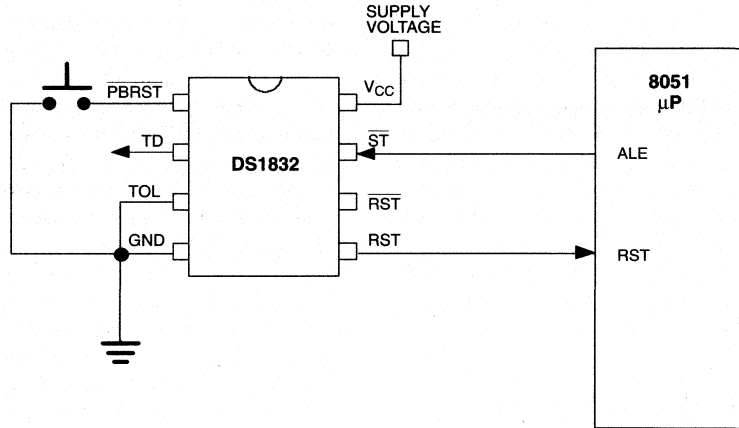 SUPPLY
VOLTAGE
8051
μP
PBRST
VCC
TD
ST
ALE
DS1832
TOL
RST
GND
RST
RST